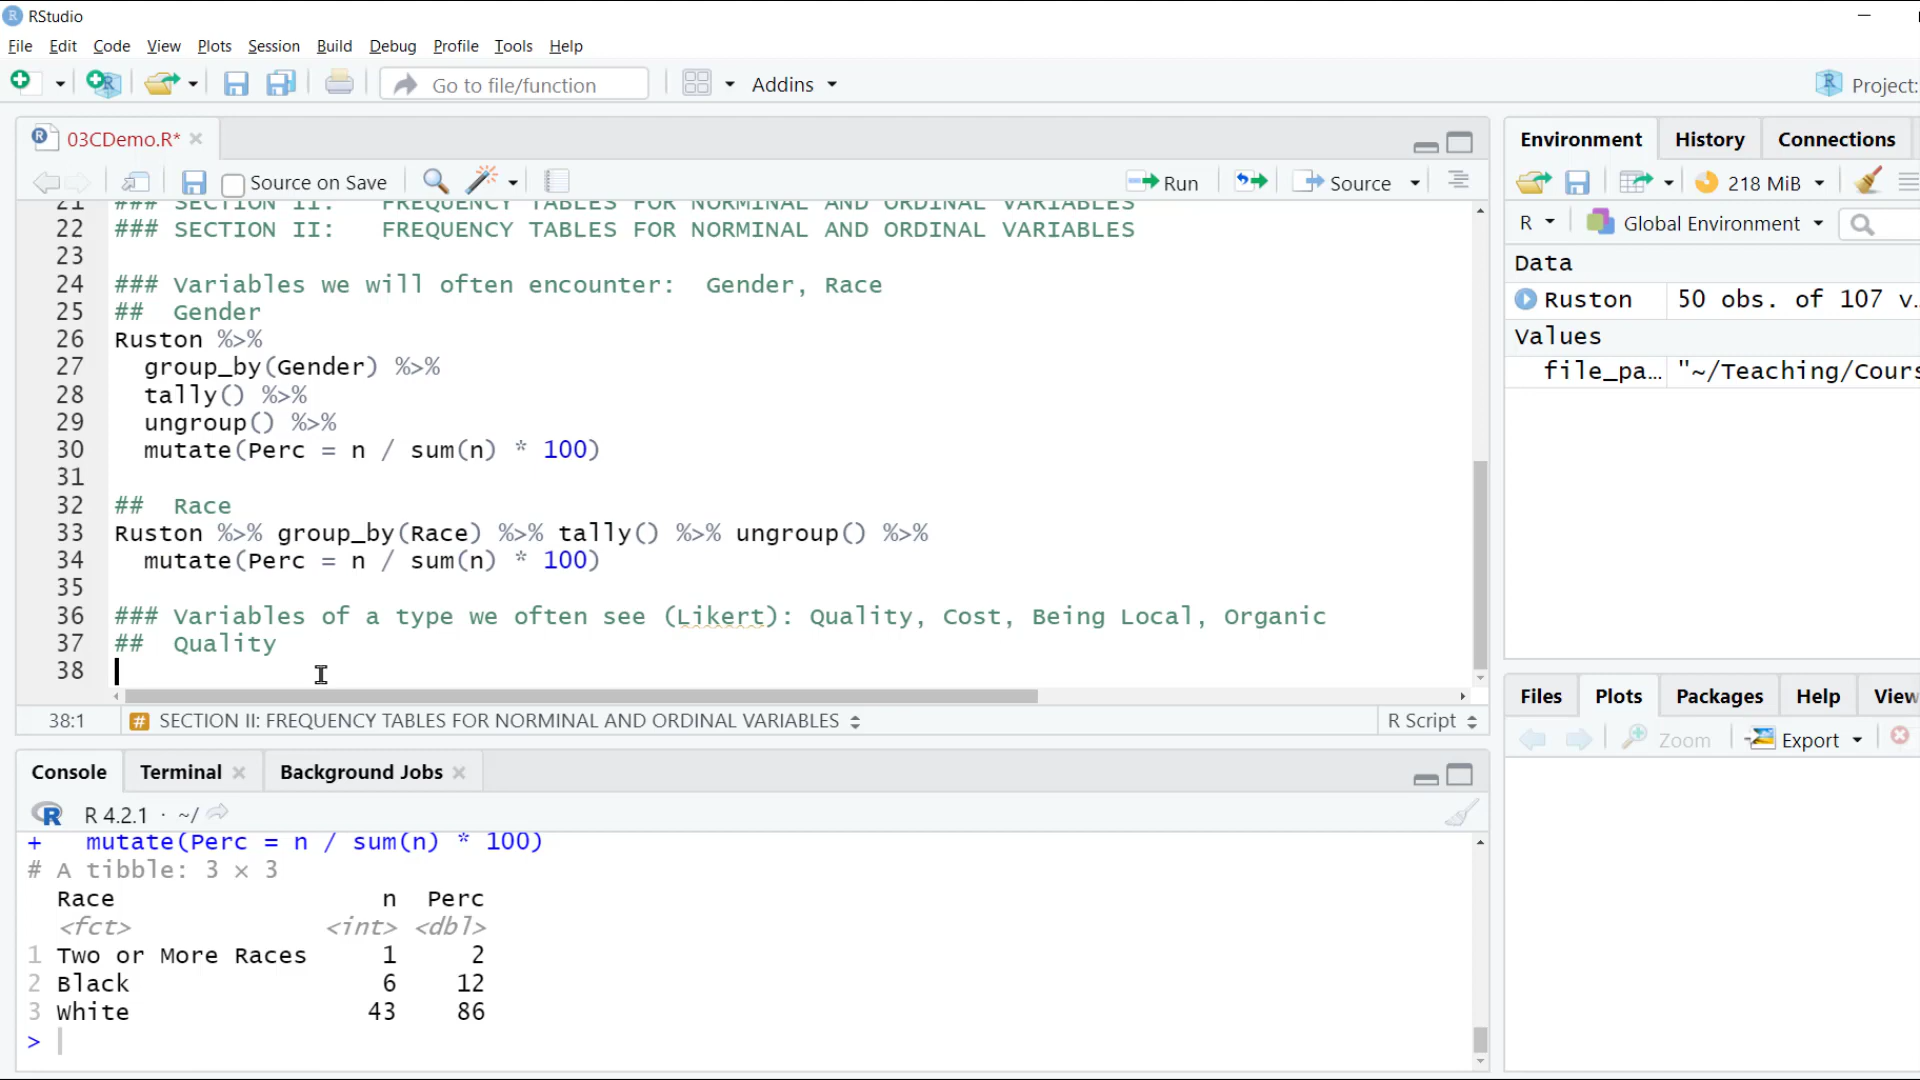 RStudio
File Edit Code View Plots Session Build Debug Profile Tools Help
Go to file/function Addins Project:
03CDemo.R*
Source on Save Run Source
21 ### SECTION II: FREQUENCY TABLES FOR NORMINAL AND ORDINAL VARIABLES
22 ### SECTION II: FREQUENCY TABLES FOR NORMINAL AND ORDINAL VARIABLES
23
24 ### Variables we will often encounter: Gender, Race
25 ## Gender
26 Ruston %>%
27 group_by(Gender) %>%
28 tally() %>%
29 ungroup() %>%
30 mutate(Perc = n / sum(n) * 100)
31
32 ## Race
33 Ruston %>% group_by(Race) %>% tally() %>% ungroup() %>%
34 mutate(Perc = n / sum(n) * 100)
35
36 ### Variables of a type we often see (Likert): Quality, Cost, Being Local, Organic
37 ## Quality
38
38:1 # SECTION II: FREQUENCY TABLES FOR NORMINAL AND ORDINAL VARIABLES R Script
Console Terminal Background Jobs
R 4.2.1 · ~/
+ mutate(Perc = n / sum(n) * 100)
# A tibble: 3 × 3
Race n Perc
<fct> <int> <dbl>
1 Two or More Races 1 2
2 Black 6 12
3 White 43 86
>
Environment History Connections
218 MiB
R Global Environment
Data
Ruston 50 obs. of 107 v…
Values
file_pa… "~/Teaching/Cours
Files Plots Packages Help View
Zoom Export